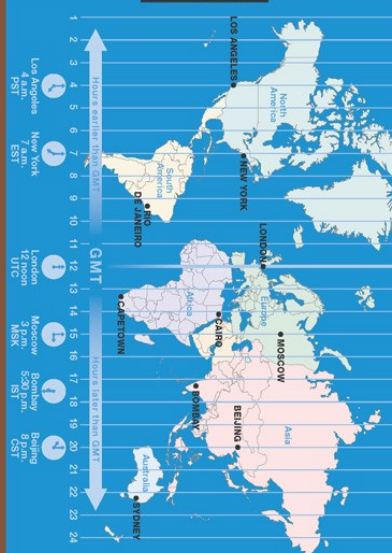 1
2
3
4
5
6
7
8
9
10
11
12
13
14
15
16
17
18
19
20
21
22
23
24
Hours earlier than GMT
GMT
Hours later than GMT
LOS ANGELES
NEW YORK
RIO
DE JANEIRO
LONDON
CAPETOWN
CAIRO
MOSCOW
BOMBAY
BEIJING
SYDNEY
North
America
South
America
Europe
Africa
Asia
Australia
Los Angeles
4 a.m.
PST
New York
7 a.m.
EST
London
12 noon
UTC
Moscow
3 p.m.
MSK
Bombay
5:30 p.m.
IST
Beijing
8 p.m.
CST